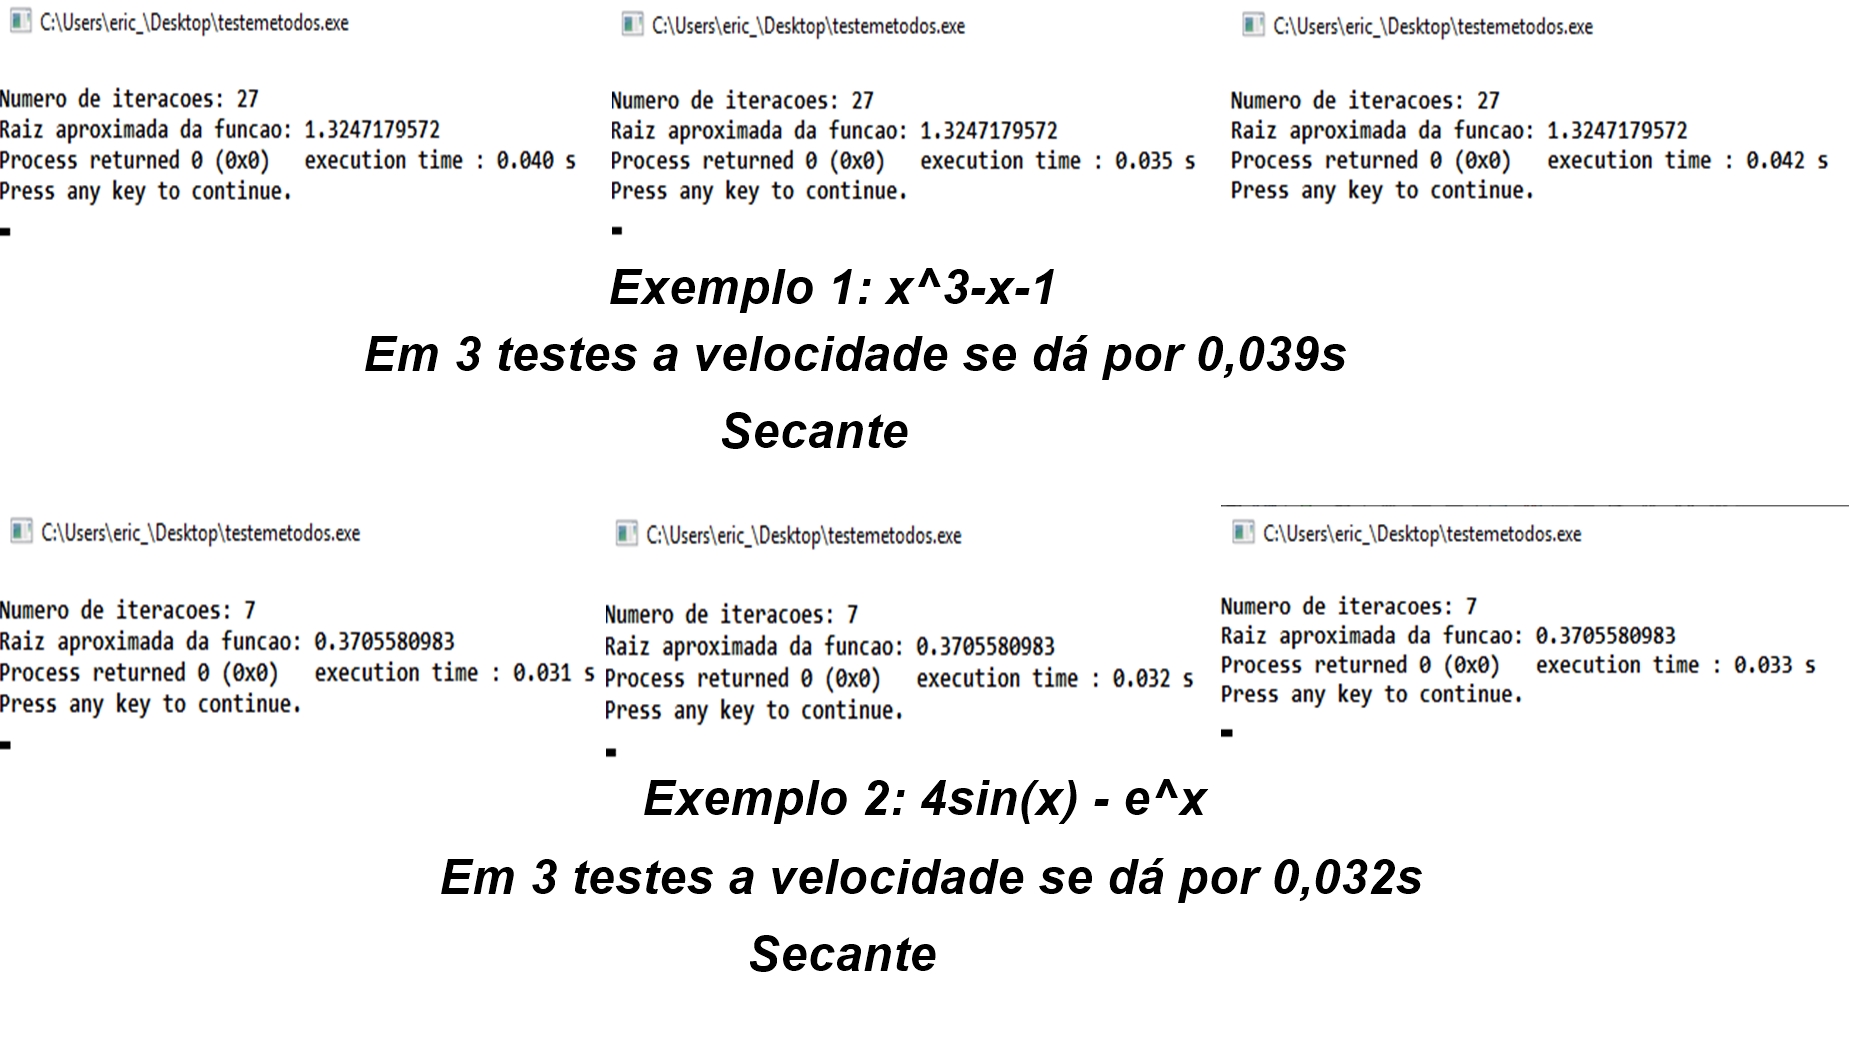 C:\Users\eric_\Desktop\testemetodos.exe
Numero de iteracoes: 27
Raiz aproximada da funcao: 1.3247179572
Process returned 0 (0x0)   execution time : 0.040 s
Press any key to continue.
C:\Users\eric_\Desktop\testemetodos.exe
Numero de iteracoes: 27
Raiz aproximada da funcao: 1.3247179572
Process returned 0 (0x0)   execution time : 0.035 s
Press any key to continue.
C:\Users\eric_\Desktop\testemetodos.exe
Numero de iteracoes: 27
Raiz aproximada da funcao: 1.3247179572
Process returned 0 (0x0)   execution time : 0.042 s
Press any key to continue.
Exemplo 1: x^3-x-1
Em 3 testes a velocidade se dá por 0,039s
Secante
C:\Users\eric_\Desktop\testemetodos.exe
Numero de iteracoes: 7
Raiz aproximada da funcao: 0.3705580983
Process returned 0 (0x0)   execution time : 0.031 s
Press any key to continue.
C:\Users\eric_\Desktop\testemetodos.exe
Numero de iteracoes: 7
Raiz aproximada da funcao: 0.3705580983
Process returned 0 (0x0)   execution time : 0.032 s
Press any key to continue.
C:\Users\eric_\Desktop\testemetodos.exe
Numero de iteracoes: 7
Raiz aproximada da funcao: 0.3705580983
Process returned 0 (0x0)   execution time : 0.033 s
Press any key to continue.
Exemplo 2: 4sin(x) - e^x
Em 3 testes a velocidade se dá por 0,032s
Secante